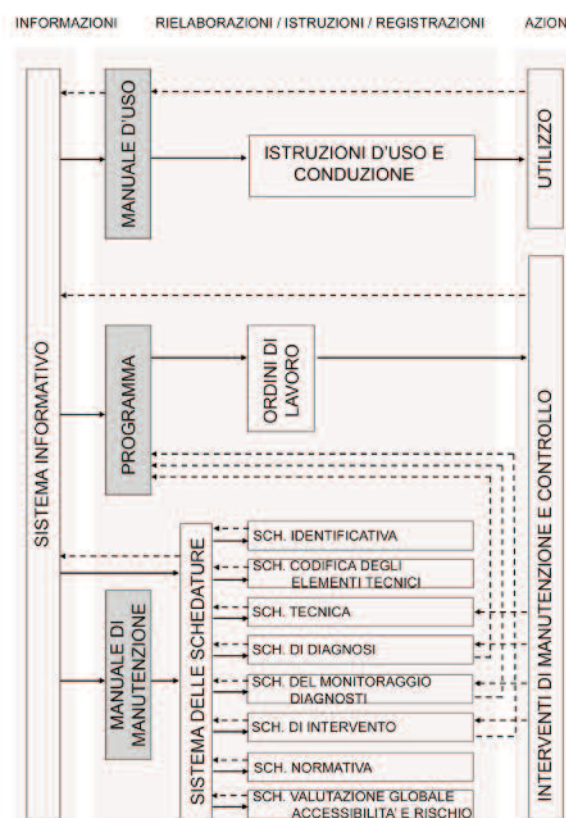 INFORMAZIONI
RIELABORAZIONI / ISTRUZIONI / REGISTRAZIONI
AZION
SISTEMA INFORMATIVO
MANUALE D'USO
ISTRUZIONI D'USO E
CONDUZIONE
UTILIZZO
PROGRAMMA
ORDINI DI
LAVORO
INTERVENTI DI MANUTENZIONE E CONTROLLO
MANUALE DI
MANUTENZIONE
SISTEMA DELLE SCHEDATURE
SCH. IDENTIFICATIVA
SCH. CODIFICA DEGLI
ELEMENTI TECNICI
SCH. TECNICA
SCH. DI DIAGNOSI
SCH. DEL MONITORAGGIO
DIAGNOSTI
SCH. DI INTERVENTO
SCH. NORMATIVA
SCH. VALUTAZIONE GLOBALE
ACCESSIBILITA' E RISCHIO